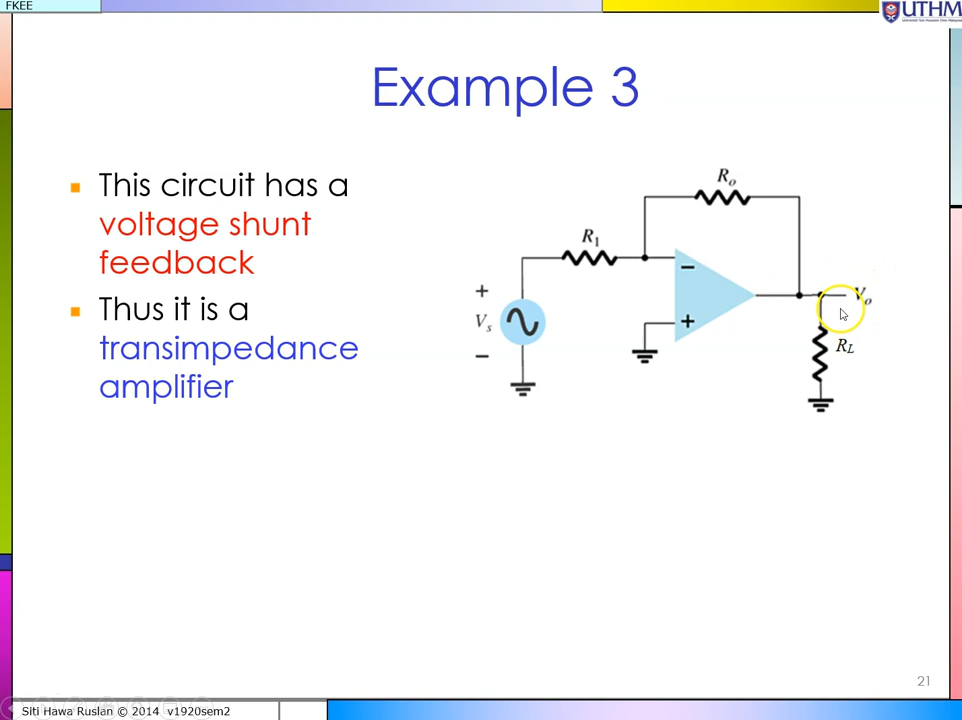 FKEE
UTHM
Example 3
This circuit has a
voltage shunt
feedback
Thus it is a
transimpedance
amplifier
Ro
R1
+
Vs
−
−
+
Vo
RL
21
Siti Hawa Ruslan © 2014 v1920sem2